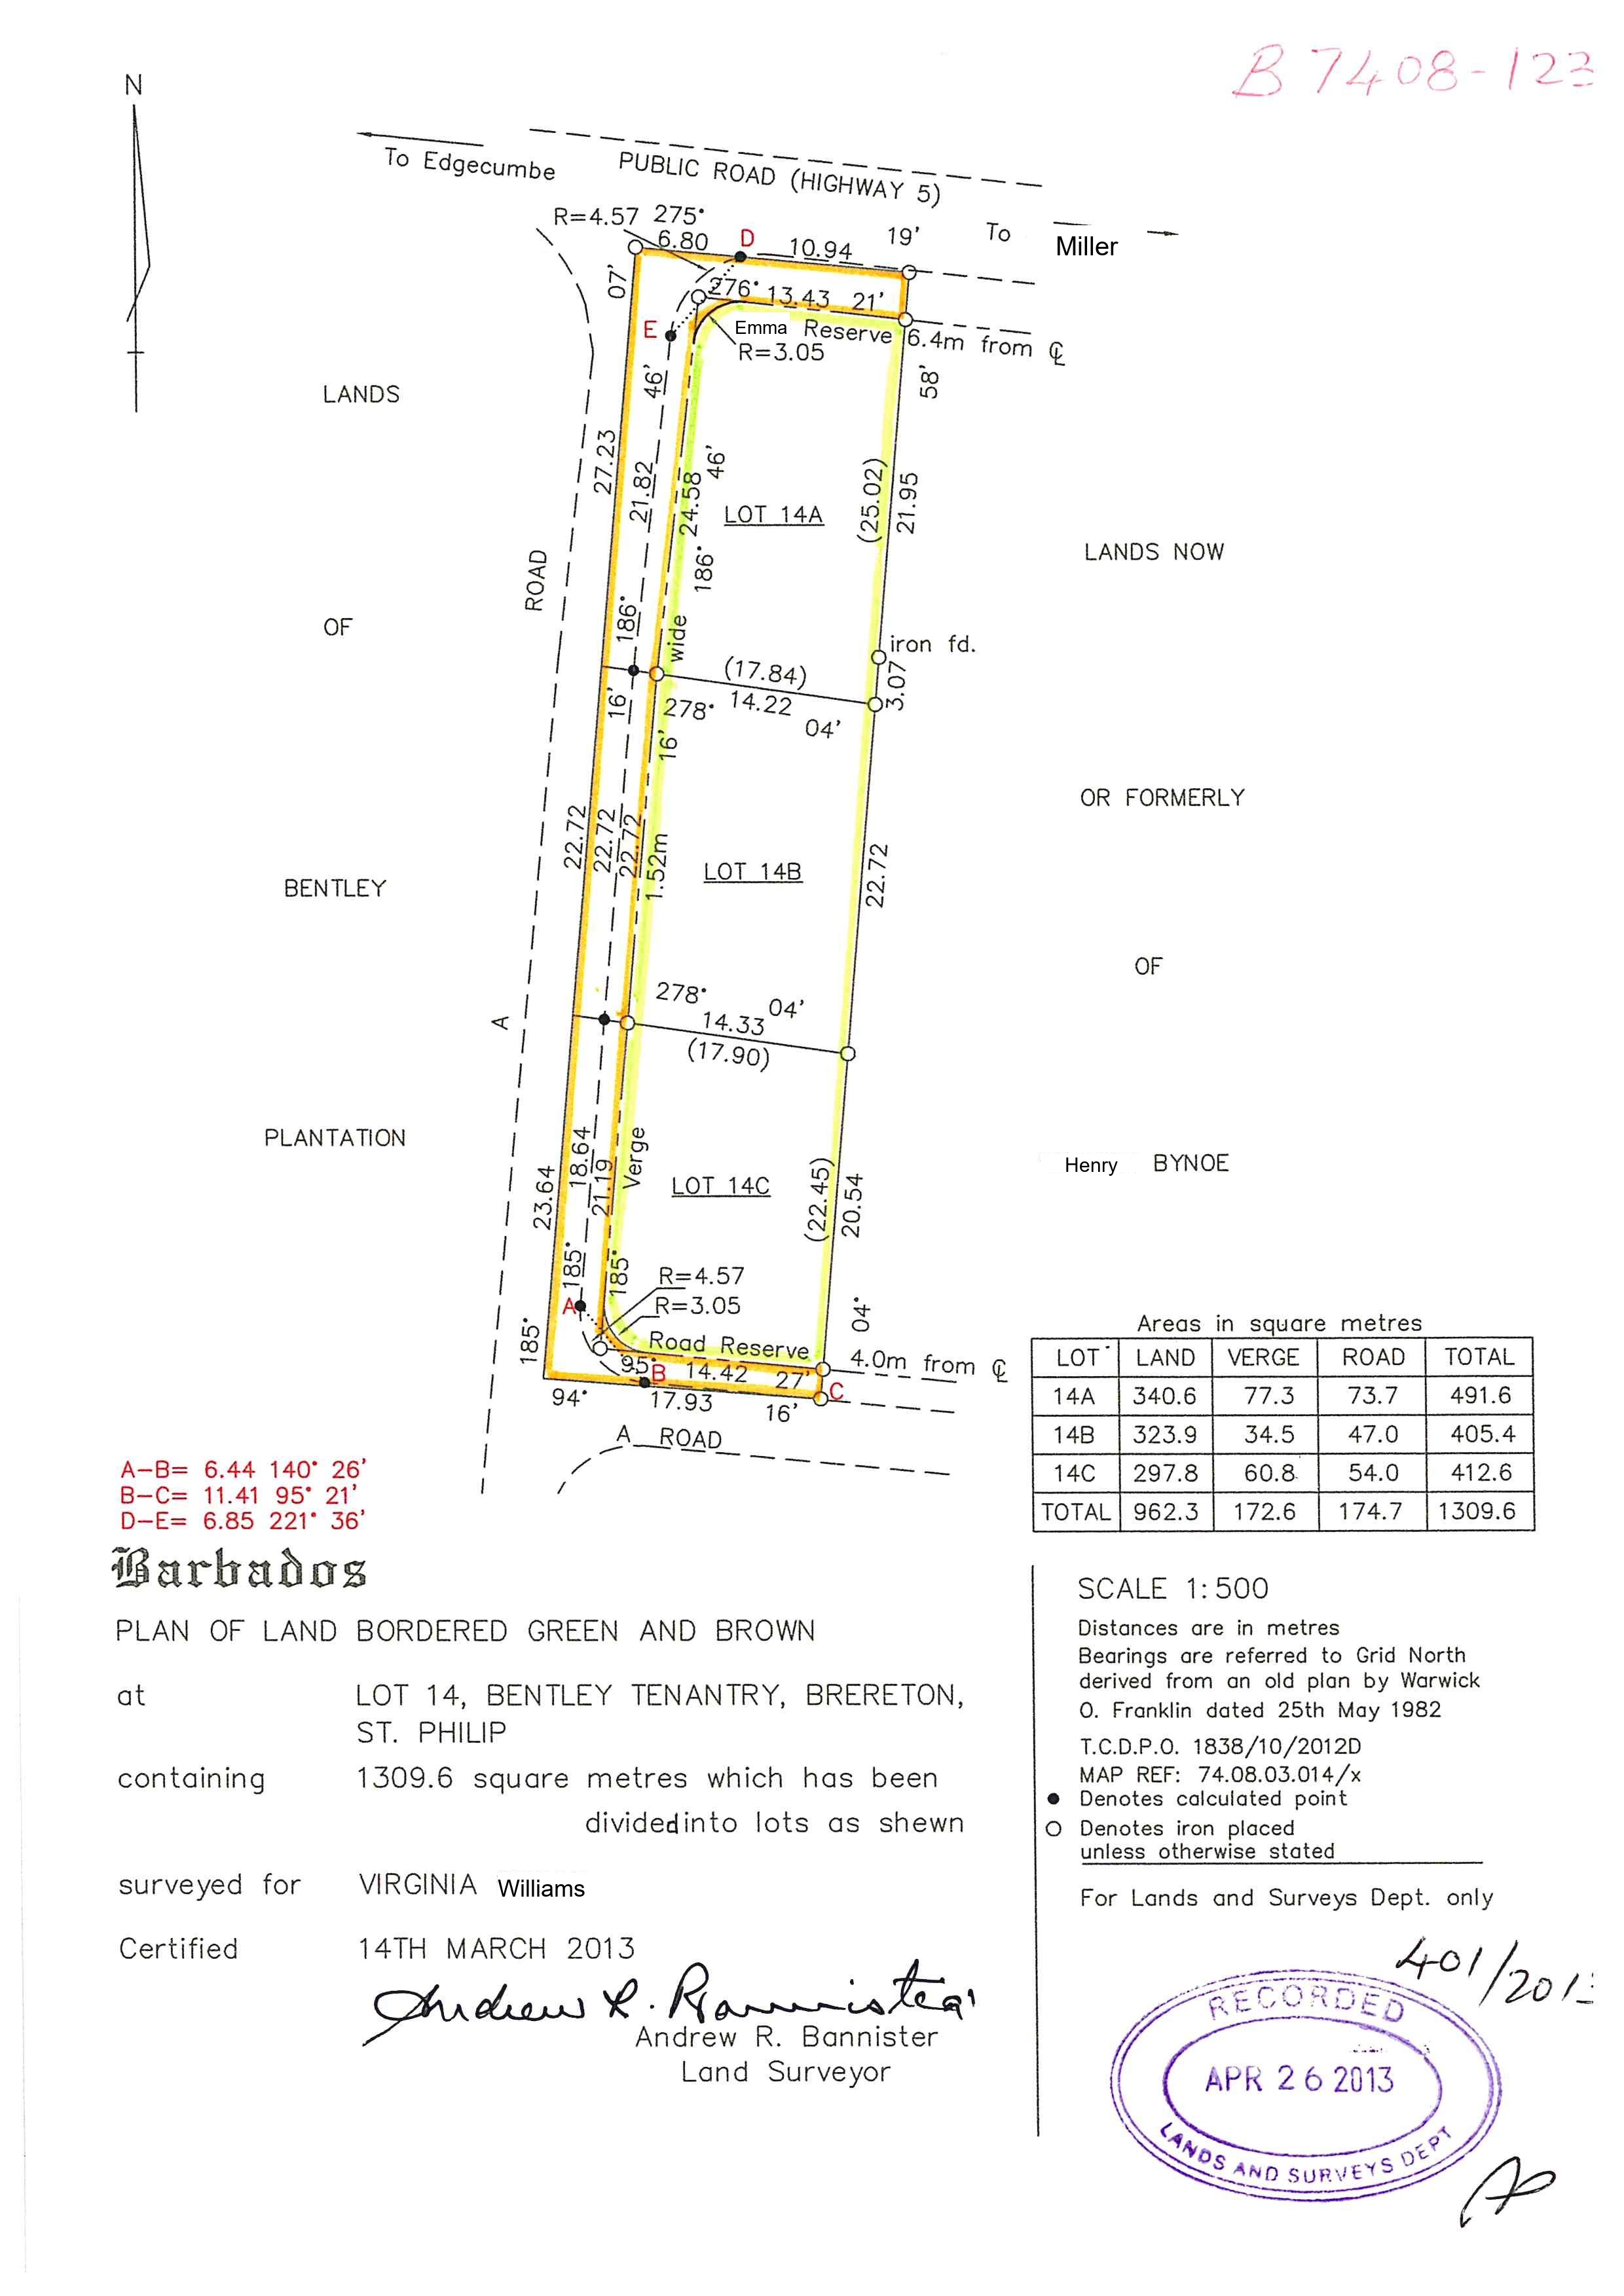 B 7408-123
N
To Edgecumbe
PUBLIC ROAD (HIGHWAY 5)
To Miller
R=4.57 275°
6.80
D
10.94
19'
07'
276° 13.43 21'
E
Emma Reserve
6.4m from ℄
R=3.05
46'
58'
LANDS
27.23
21.82
24.58
46'
(25.02)
21.95
LOT 14A
LANDS NOW
ROAD
186°
186°
OF
wide
iron fd.
(17.84)
3.07
16'
278° 14.22 04'
16'
OR FORMERLY
22.72
22.72
22.72
1.52m
LOT 14B
22.72
BENTLEY
OF
278° 04'
14.33
(17.90)
A
PLANTATION
Henry BYNOE
23.64
18.64
21.19
Verge
LOT 14C
(22.45)
20.54
185°
185°
R=4.57
R=3.05
A
185°
04°
Road Reserve
4.0m from ℄
95° B 14.42 27'
C
94° 17.93 16'
A ROAD
Areas in square metres
LOT LAND VERGE ROAD TOTAL
14A 340.6 77.3 73.7 491.6
14B 323.9 34.5 47.0 405.4
14C 297.8 60.8 54.0 412.6
TOTAL 962.3 172.6 174.7 1309.6
A-B= 6.44 140° 26'
B-C= 11.41 95° 21'
D-E= 6.85 221° 36'
Barbados
PLAN OF LAND BORDERED GREEN AND BROWN
at LOT 14, BENTLEY TENANTRY, BRERETON,
ST. PHILIP
containing 1309.6 square metres which has been
divided into lots as shewn
surveyed for VIRGINIA Williams
Certified 14TH MARCH 2013
Andrew R. Bannister
Andrew R. Bannister
Land Surveyor
SCALE 1:500
Distances are in metres
Bearings are referred to Grid North
derived from an old plan by Warwick
O. Franklin dated 25th May 1982
T.C.D.P.O. 1838/10/2012D
MAP REF: 74.08.03.014/x
Denotes calculated point
Denotes iron placed
unless otherwise stated
For Lands and Surveys Dept. only
401/2013
RECORDED
APR 26 2013
LANDS AND SURVEYS DEPT